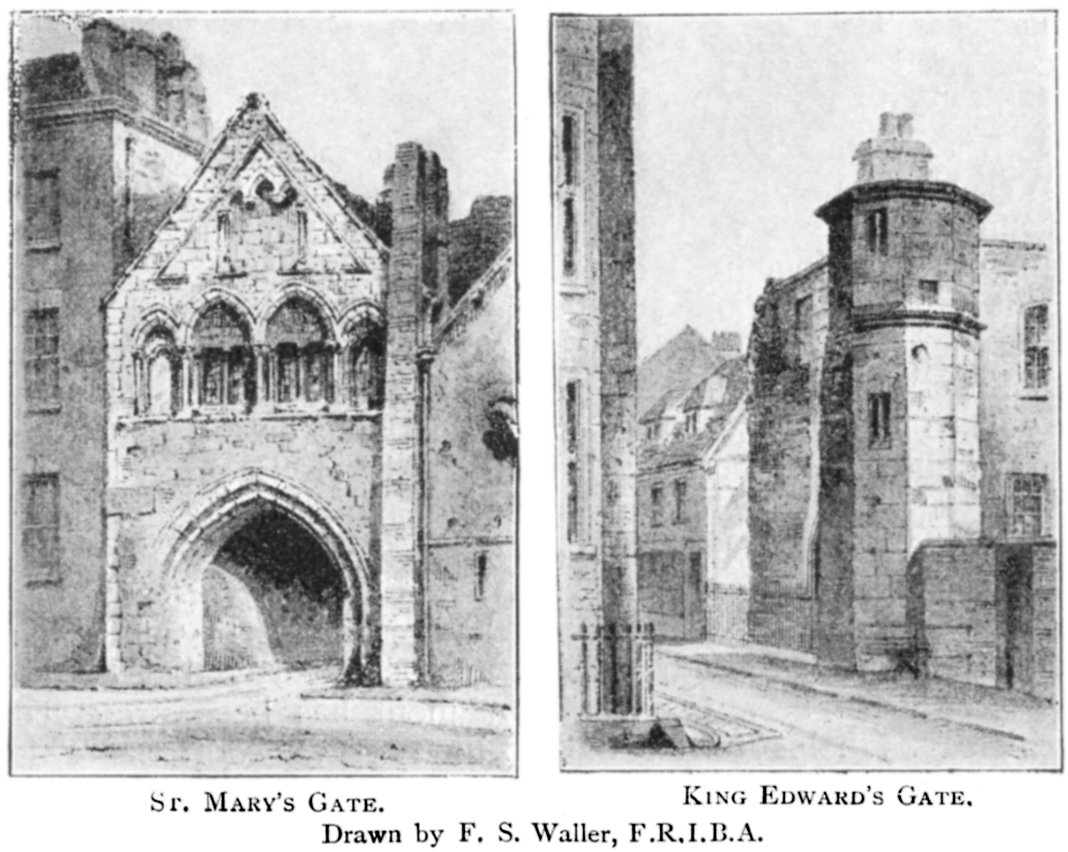 St. Mary's Gate.
King Edward's Gate.
Drawn by F. S. Waller, F.R.I.B.A.